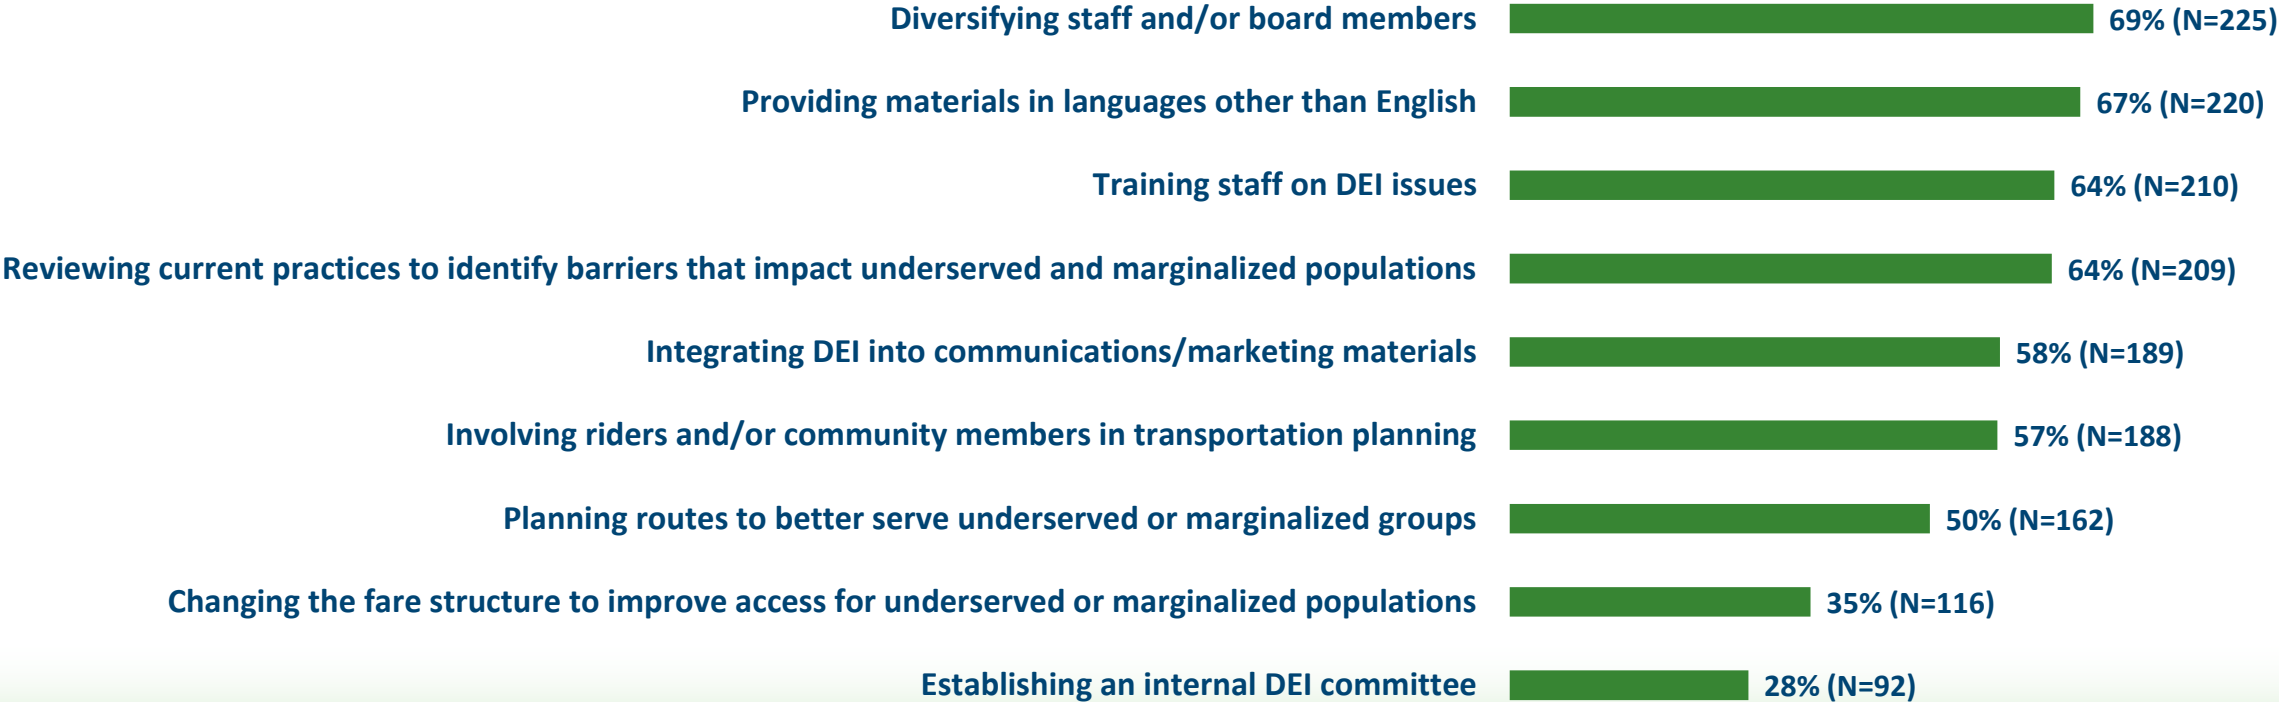 Diversifying staff and/or board members 69% (N=225)
Providing materials in languages other than English 67% (N=220)
Training staff on DEI issues 64% (N=210)
Reviewing current practices to identify barriers that impact underserved and marginalized populations 64% (N=209)
Integrating DEI into communications/marketing materials 58% (N=189)
Involving riders and/or community members in transportation planning 57% (N=188)
Planning routes to better serve underserved or marginalized groups 50% (N=162)
Changing the fare structure to improve access for underserved or marginalized populations 35% (N=116)
Establishing an internal DEI committee 28% (N=92)